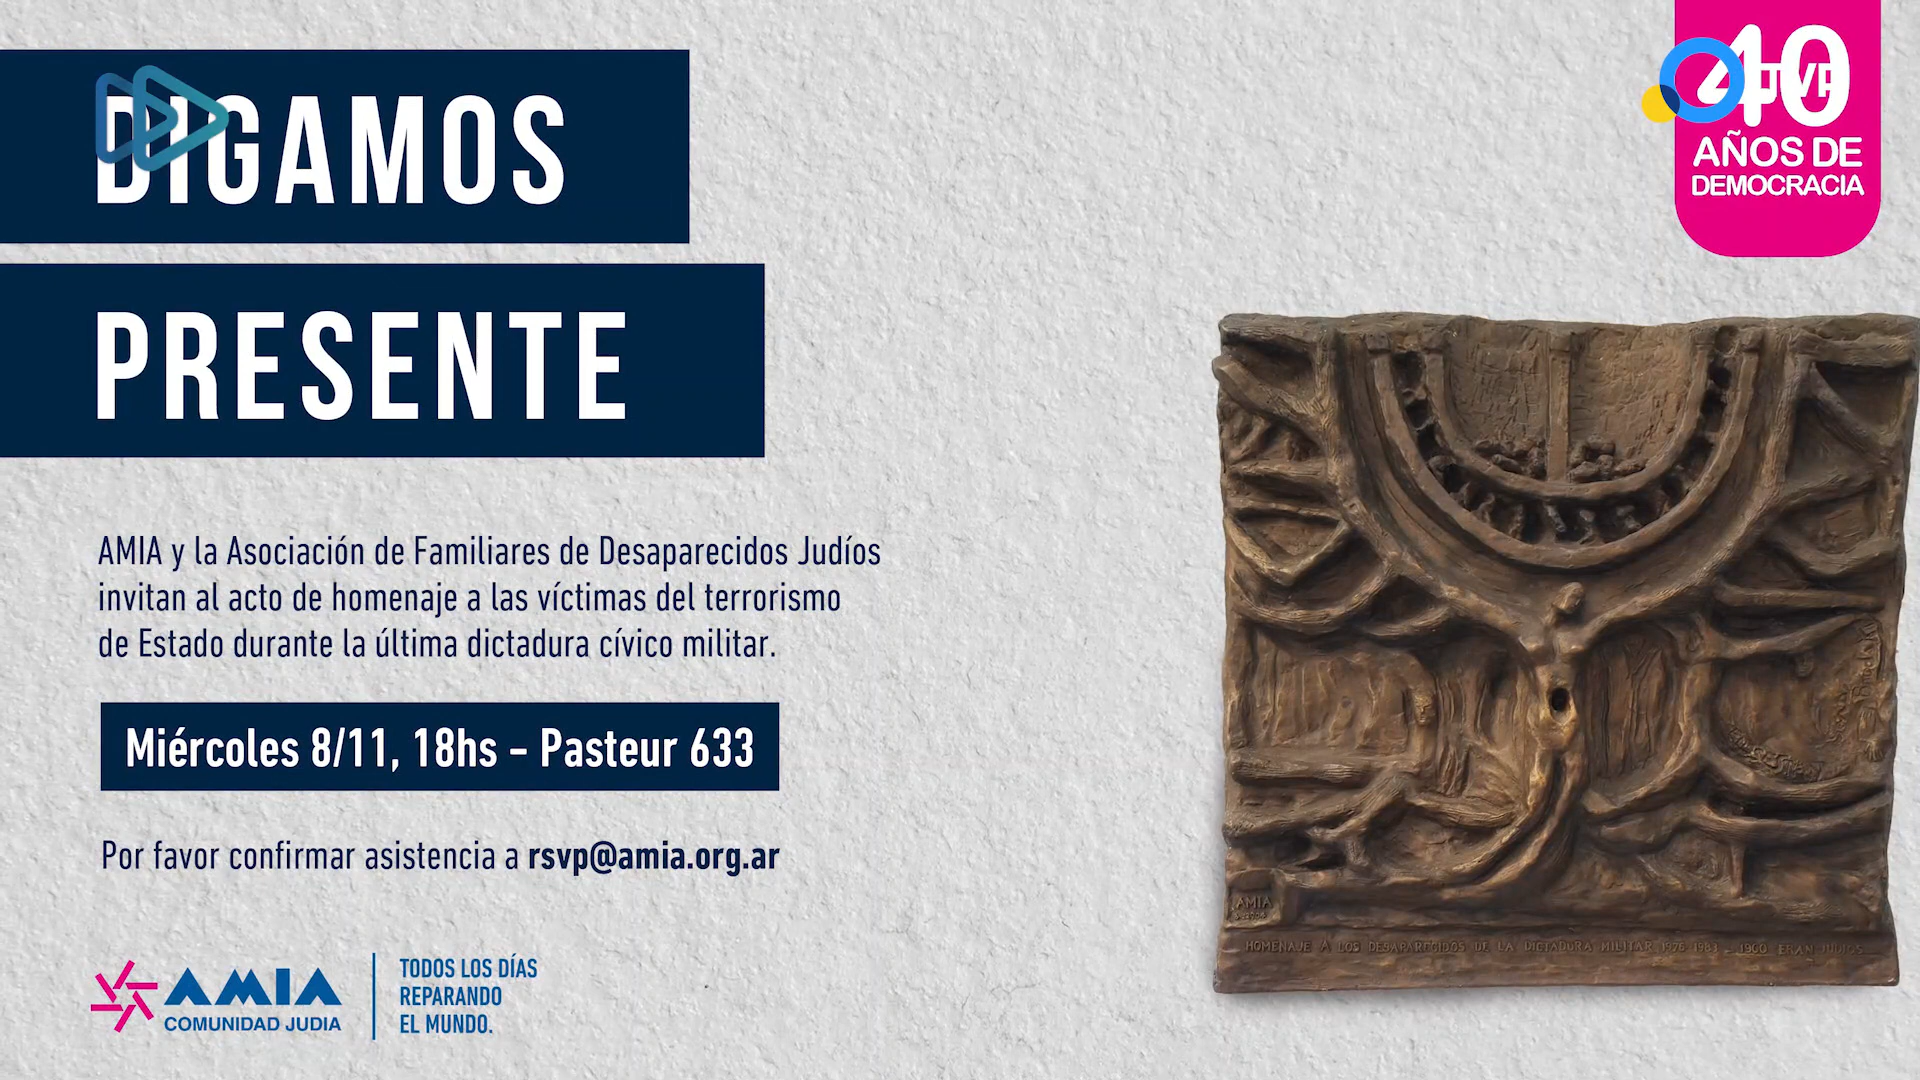 DIGAMOS
PRESENTE
40
TVP
AÑOS DE
DEMOCRACIA
AMIA y la Asociación de Familiares de Desaparecidos Judíos
invitan al acto de homenaje a las víctimas del terrorismo
de Estado durante la última dictadura cívico militar.
Miércoles 8/11, 18hs - Pasteur 633
Por favor confirmar asistencia a rsvp@amia.org.ar
AMIA
COMUNIDAD JUDIA
TODOS LOS DÍAS
REPARANDO
EL MUNDO.
AMIA
HOMENAJE A LOS DESAPARECIDOS DE LA DICTADURA MILITAR 1976 1983 - 1900 ERAN JUDIOS